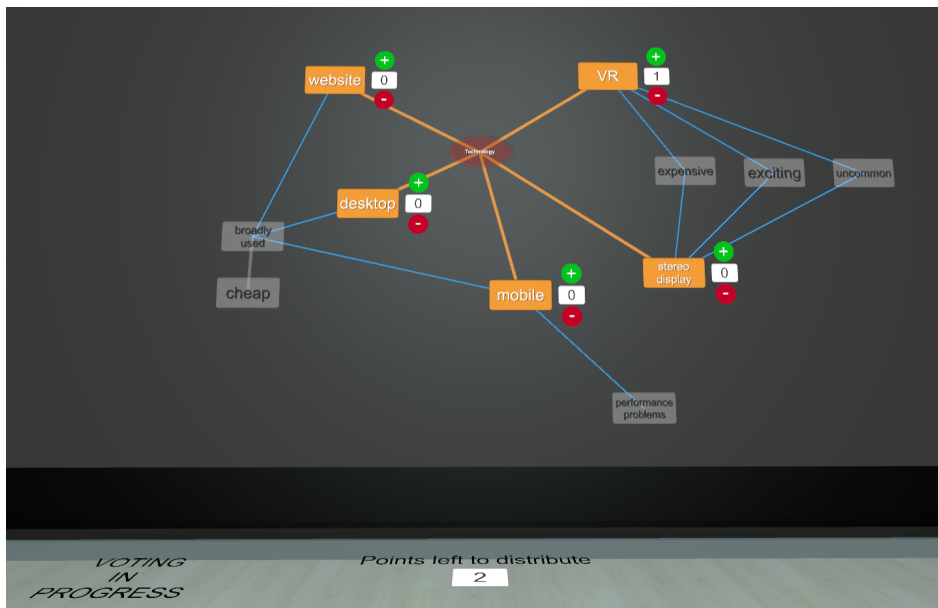 website
+
0
-
VR
+
1
-
Technology
expensive
exciting
uncommon
desktop
+
0
-
broadly
used
cheap
mobile
+
0
-
stereo
display
+
0
-
performance
problems
VOTING
IN
PROGRESS
Points left to distribute
2